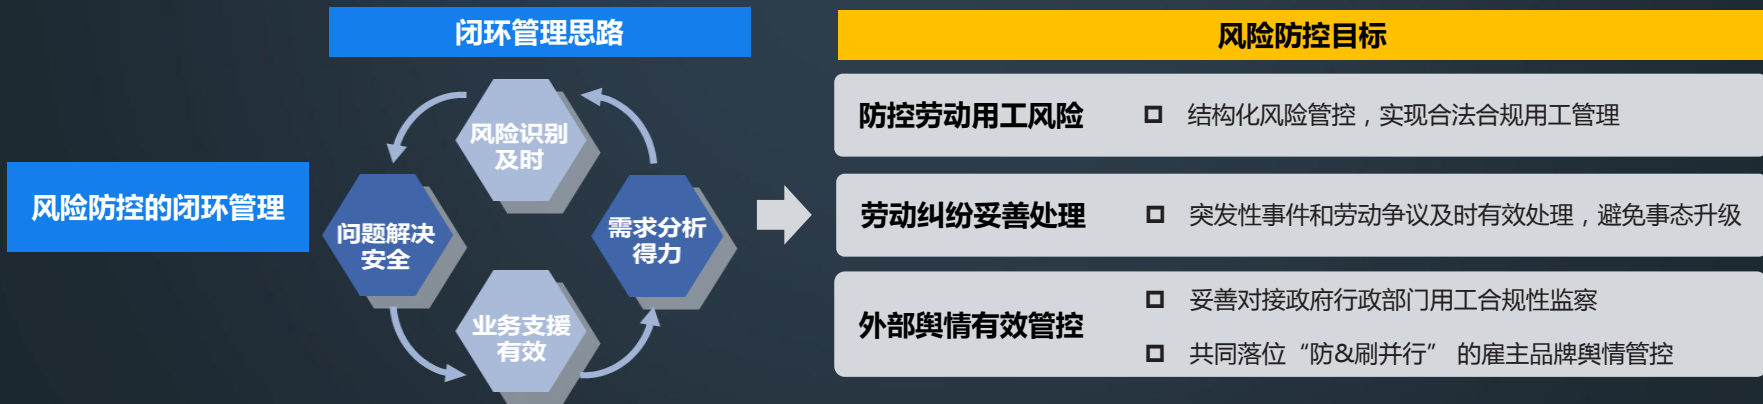 闭环管理思路
风险防控目标
风险防控的闭环管理
风险识别
及时
问题解决
安全
需求分析
得力
业务支援
有效
防控劳动用工风险
结构化风险管控，实现合法合规用工管理
劳动纠纷妥善处理
突发性事件和劳动争议及时有效处理，避免事态升级
外部舆情有效管控
妥善对接政府行政部门用工合规性监察
共同落位“防&刷并行” 的雇主品牌舆情管控